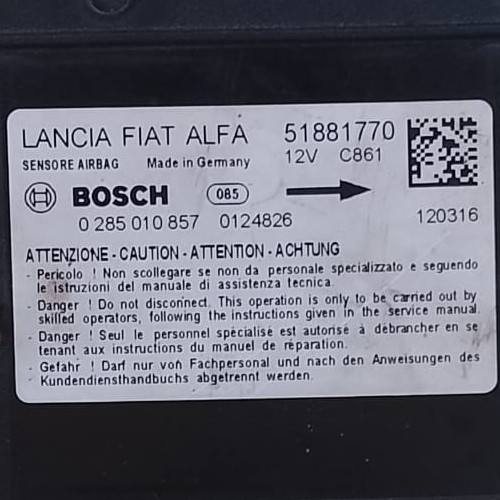 LANCIA FIAT ALFA 51881770
SENSORE AIRBAG Made in Germany 12V C861
BOSCH 085
0 285 010 857 0124826 120316
ATTENZIONE - CAUTION - ATTENTION - ACHTUNG
- Pericolo ! Non scollegare se non da personale specializzato e seguendo
le istruzioni del manuale di assistenza tecnica.
- Danger ! Do not disconnect. This operation is only to be carried out by
skilled operators, following the instructions given in the service manual.
- Danger ! Seul le personnel spécialisé est autorisé à débrancher en se
tenant aux instructions du manuel de réparation.
- Gefahr ! Darf nur von Fachpersonal und nach den Anweisungen des
Kundendiensthandbuchs abgetrennt werden.